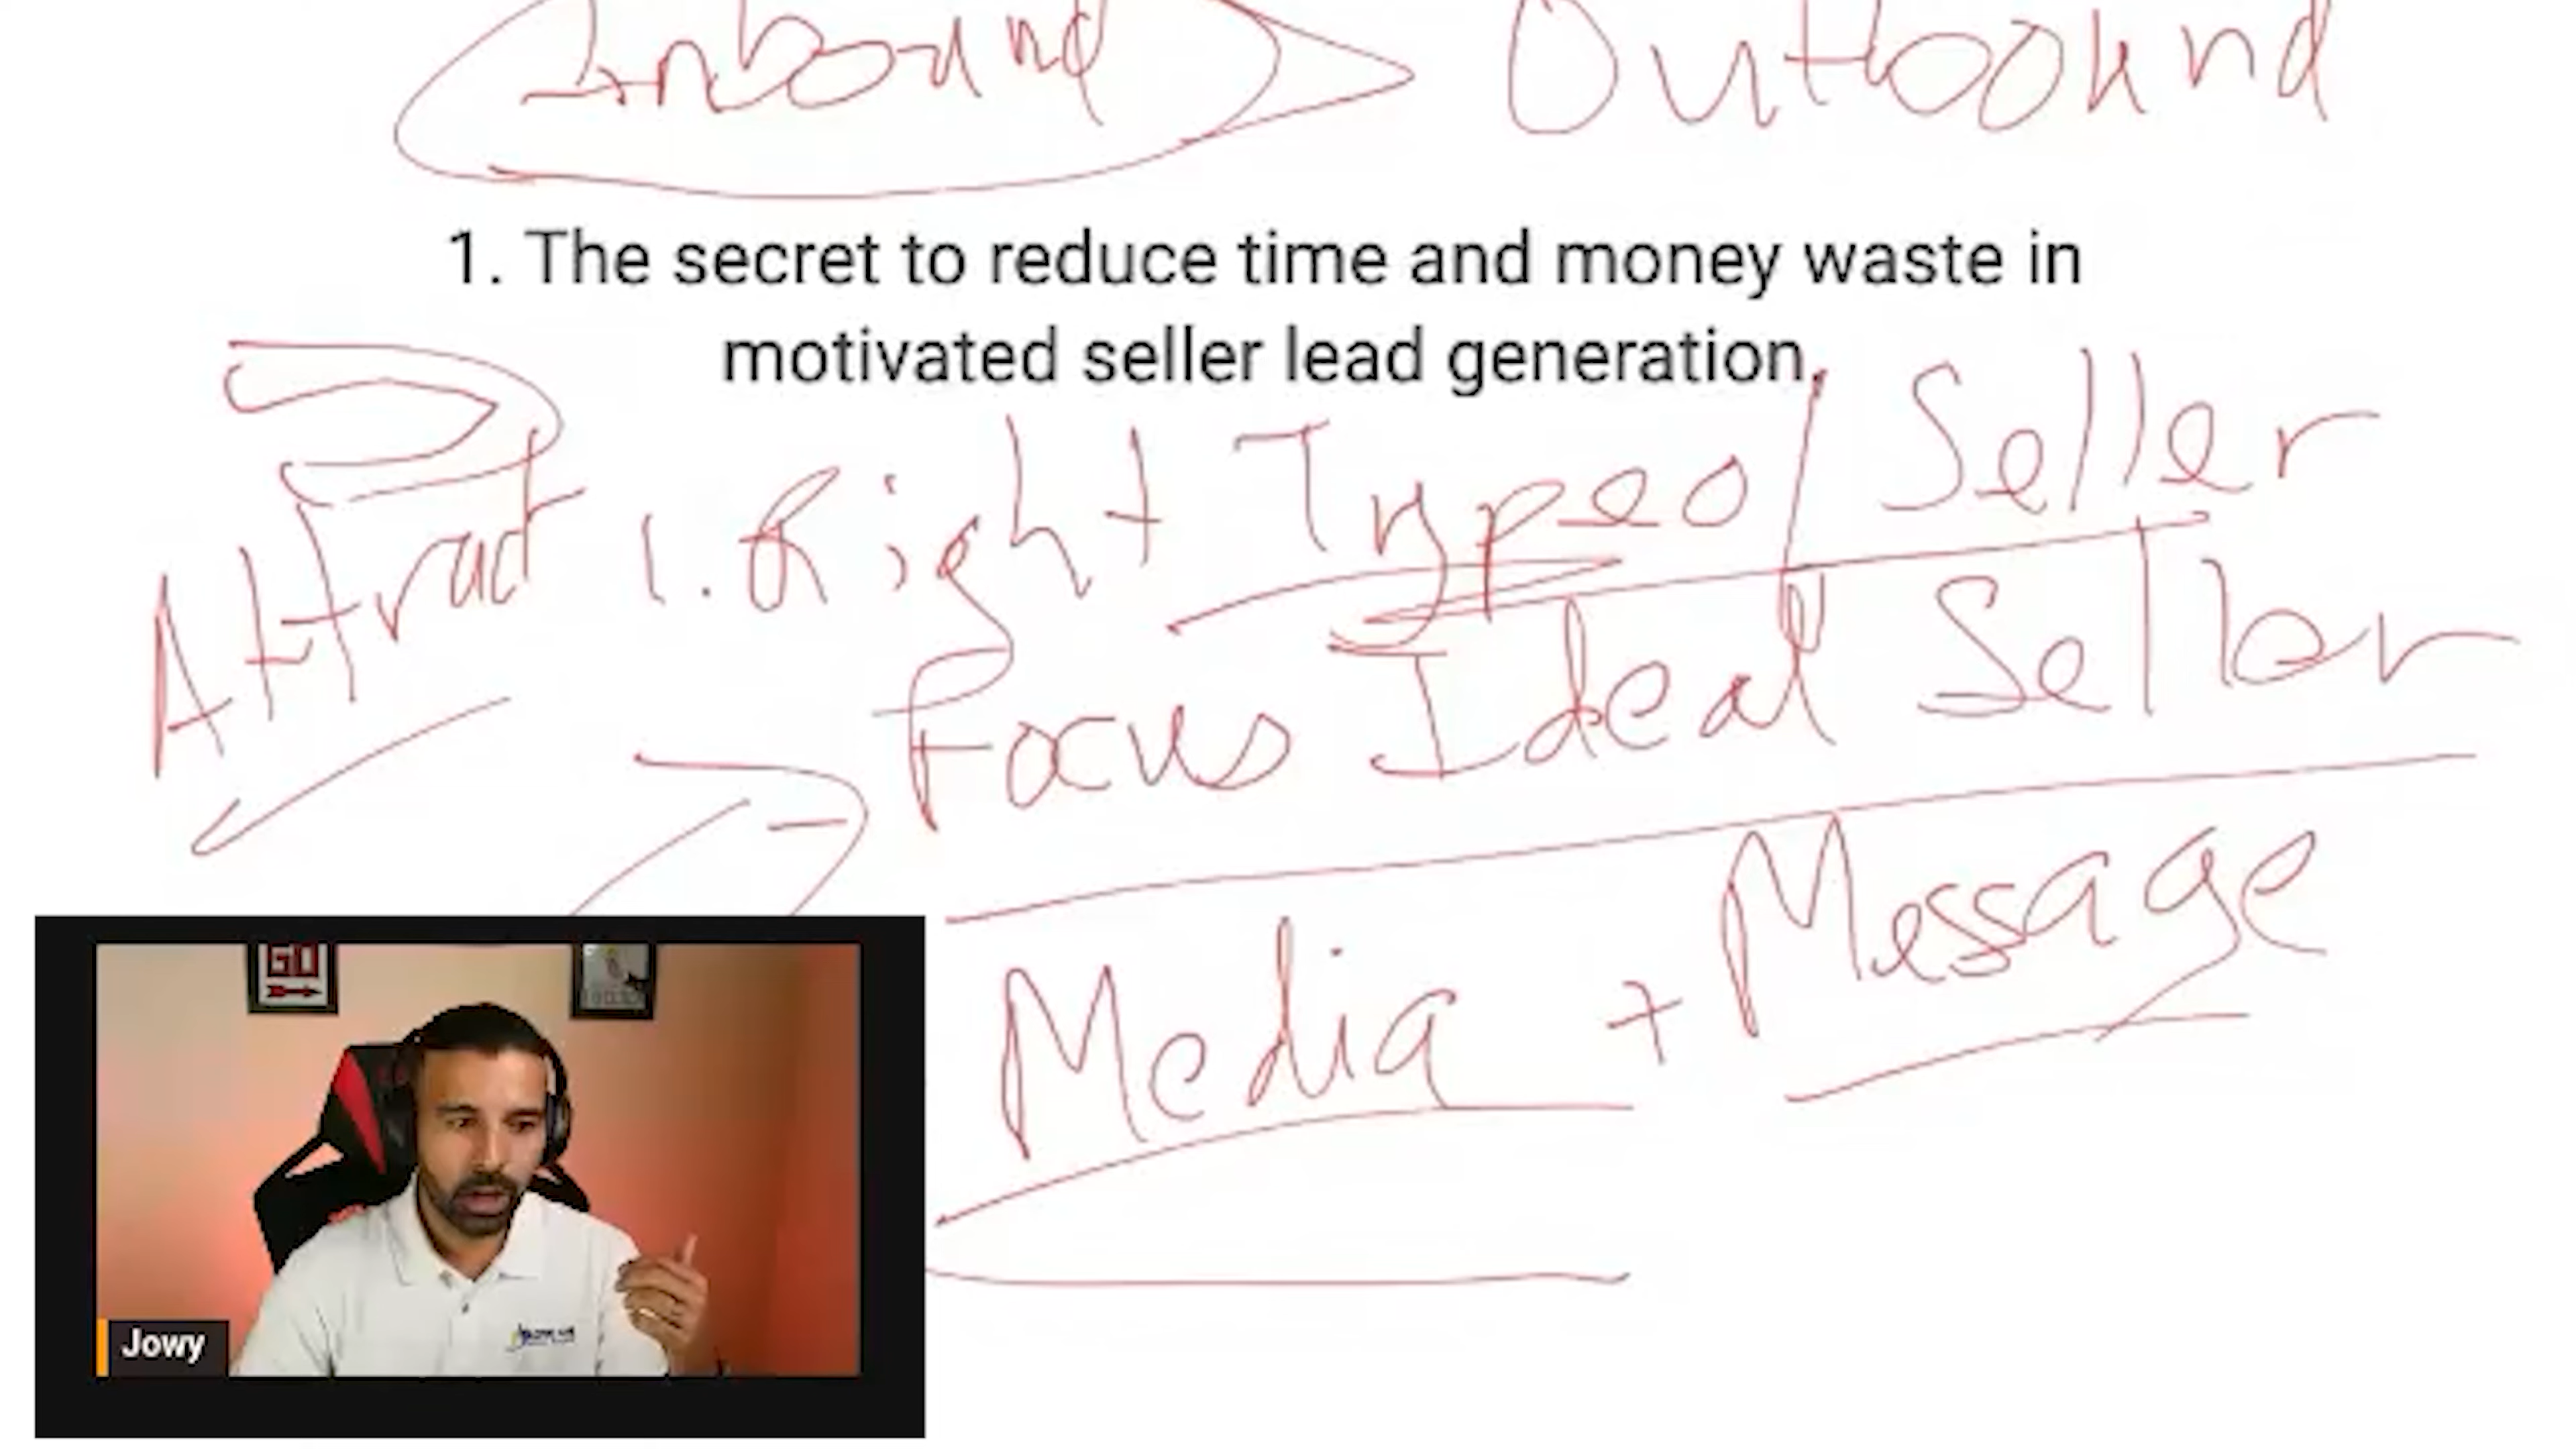 Inbound Outbound
1. The secret to reduce time and money waste in
motivated seller lead generation.
Attract 1. Right Type of Seller
Focus Ideal Seller
Media + Message
GO
Jowy